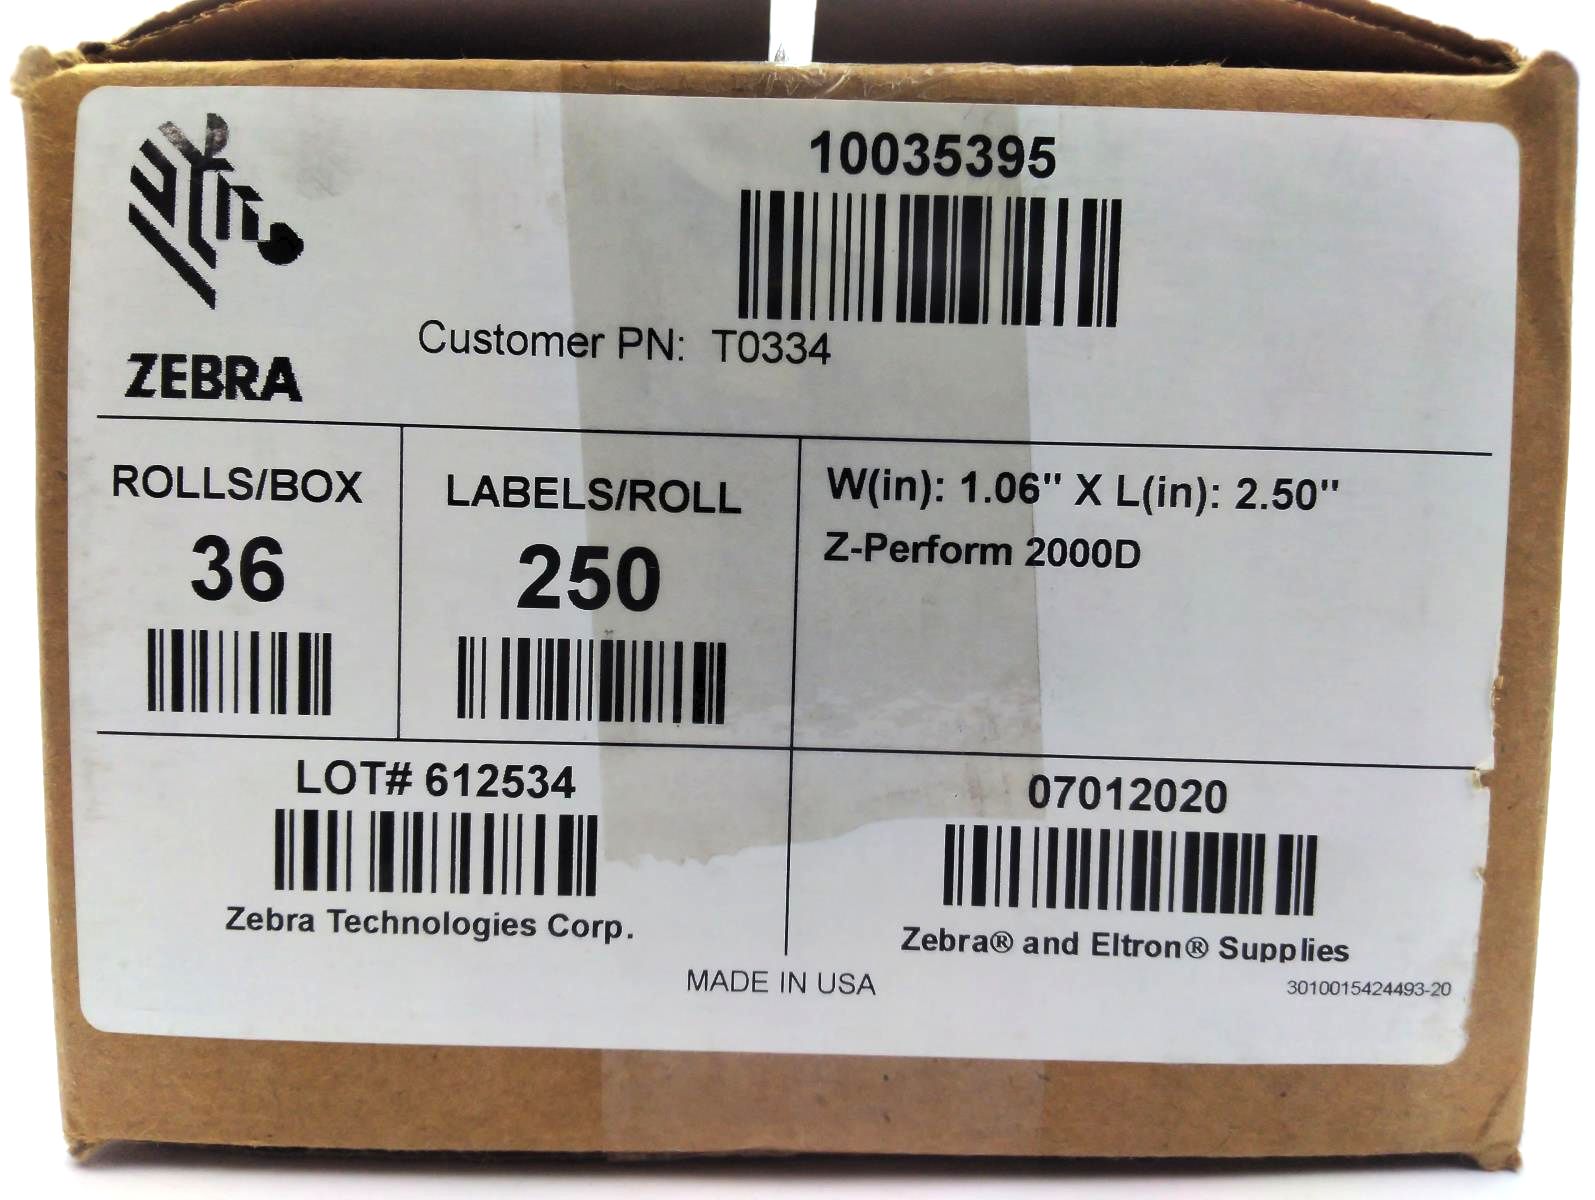 10035395
ZEBRA
Customer PN: T0334
ROLLS/BOX
36
LABELS/ROLL
250
W(in): 1.06" X L(in): 2.50"
Z-Perform 2000D
LOT# 612534
Zebra Technologies Corp.
07012020
Zebra® and Eltron® Supplies
MADE IN USA
3010015424493-20